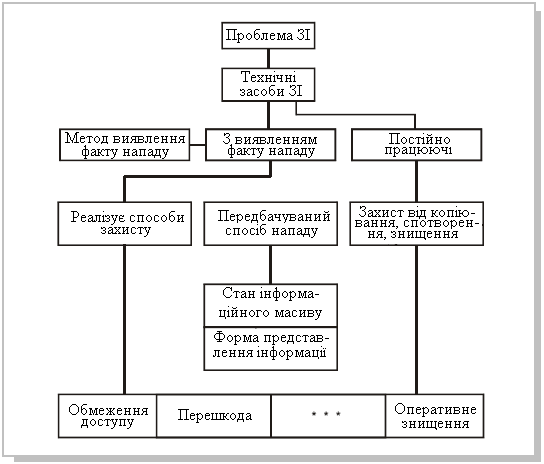 Проблема ЗІ
Технічні
засоби ЗІ
Метод виявлення
факту нападу
З виявленням
факту нападу
Постійно
працюючі
Реалізує способи
захисту
Передбачуваний
спосіб нападу
Захист від копію-
вання, спотворен-
ня, знищення
Стан інформа-
ційного масиву
Форма представ-
лення інформації
Обмеження
доступу
Перешкода
* * *
Оперативне
знищення